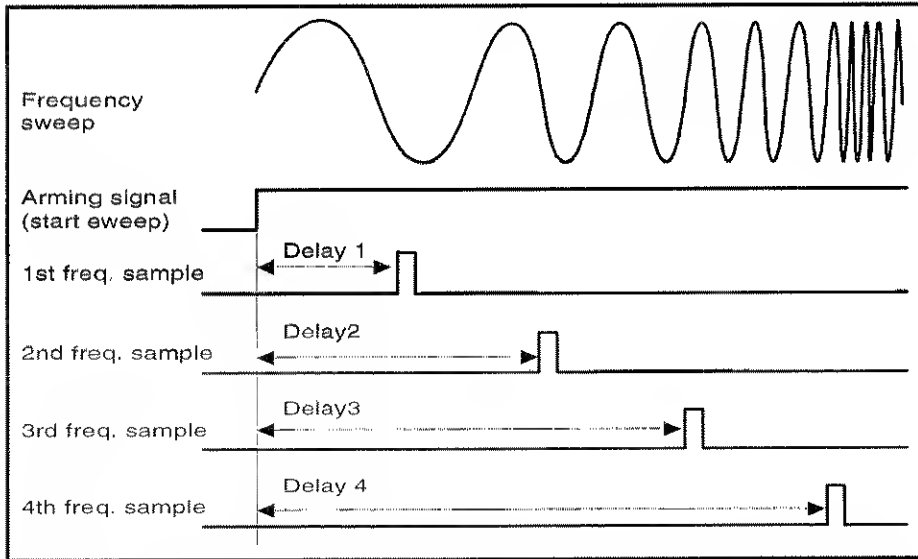 Frequency
sweep
Arming signal
(start eweep)
Delay 1
1st freq. sample
Delay2
2nd freq. sample
Delay3
3rd freq. sample
Delay 4
4th freq. sample